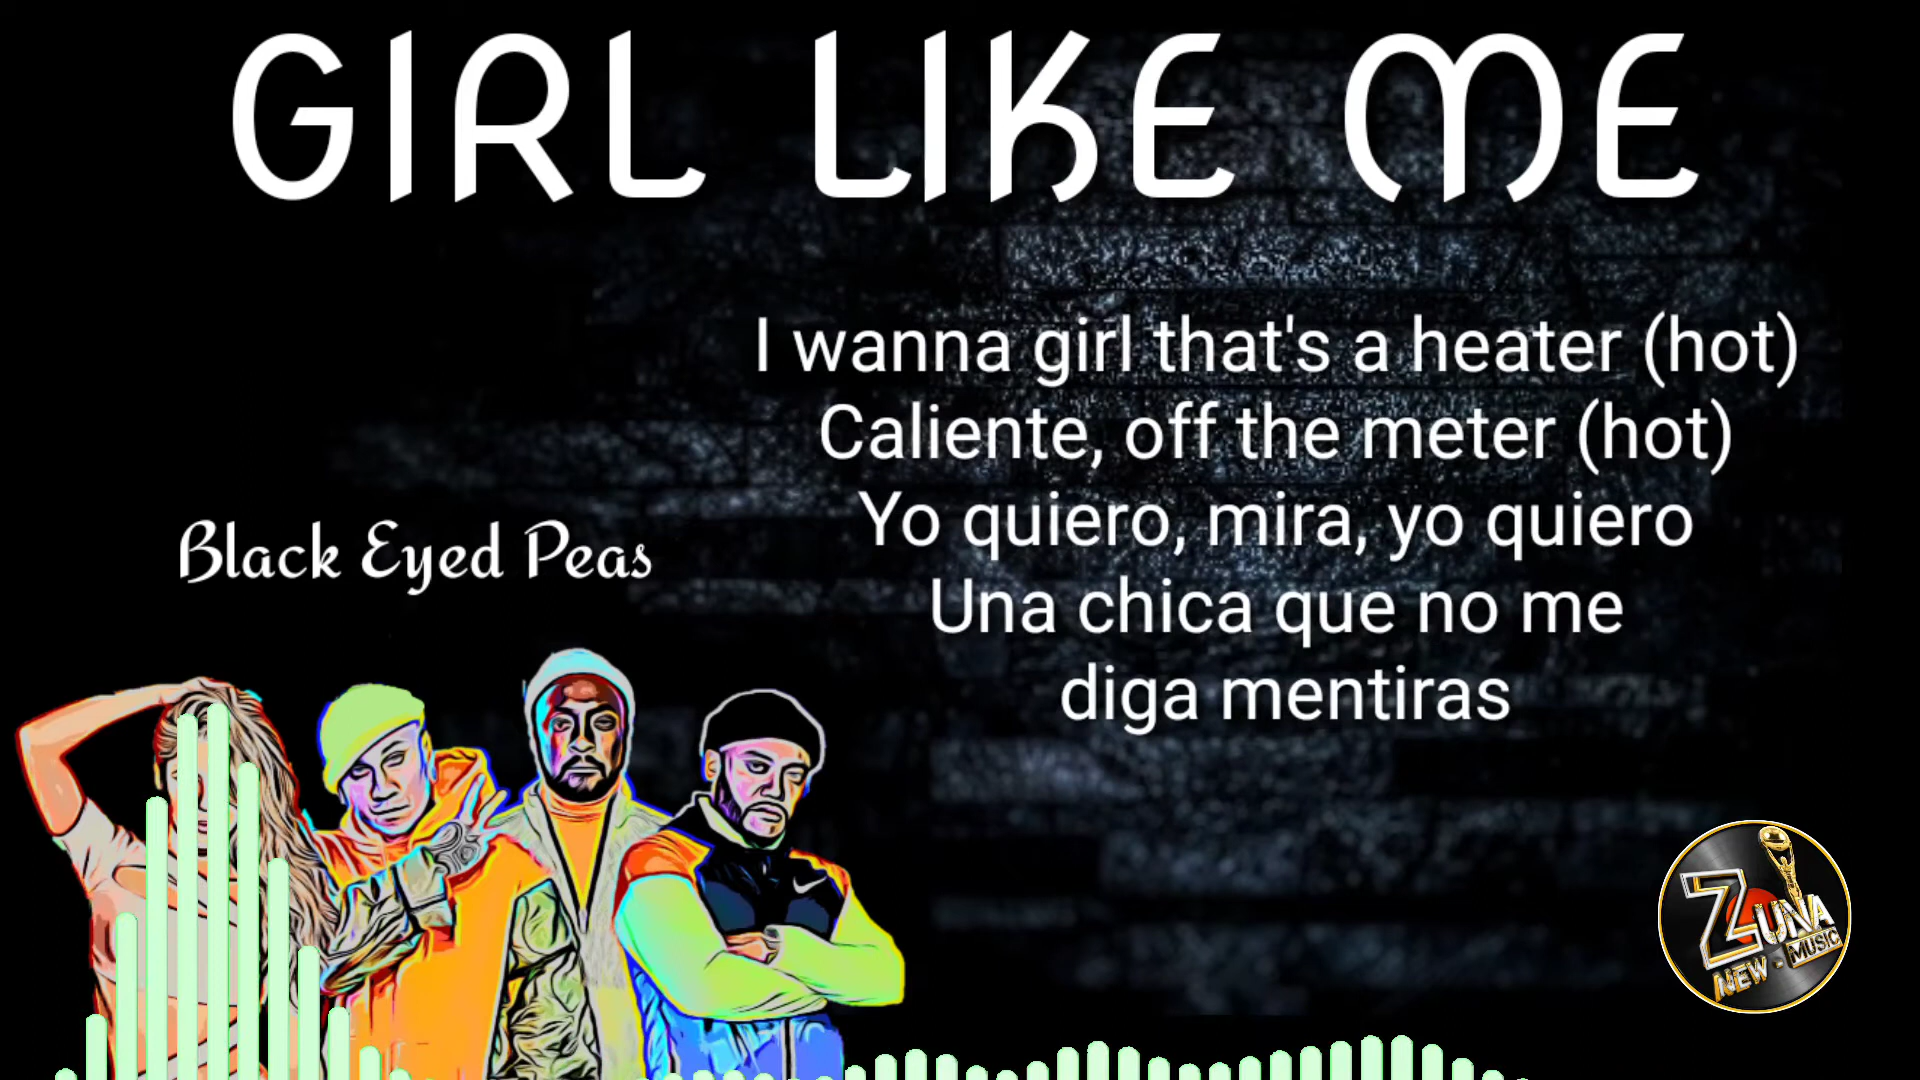 GIRL LIKE ME
I wanna girl that's a heater (hot)
Caliente, off the meter (hot)
Yo quiero, mira, yo quiero
Una chica que no me
diga mentiras
Black Eyed Peas
ZUNA
NEW - MUSIC